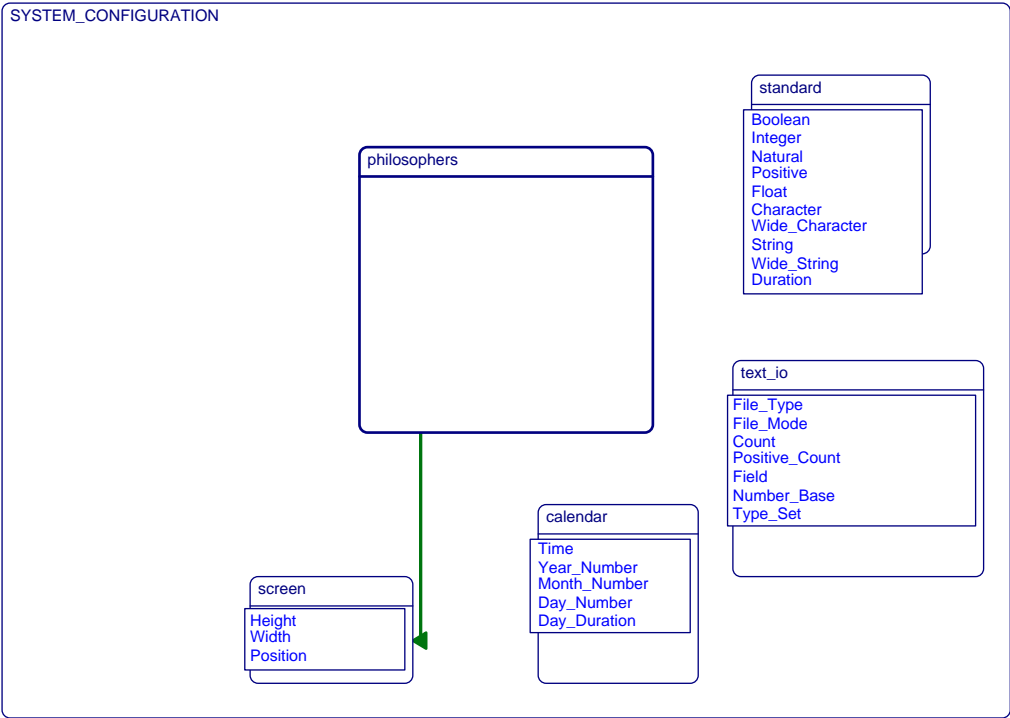 SYSTEM_CONFIGURATION
standard
Boolean
Integer
Natural
Positive
Float
Character
Wide_Character
String
Wide_String
Duration
philosophers
text_io
File_Type
File_Mode
Count
Positive_Count
Field
Number_Base
Type_Set
calendar
Time
Year_Number
Month_Number
Day_Number
Day_Duration
screen
Height
Width
Position